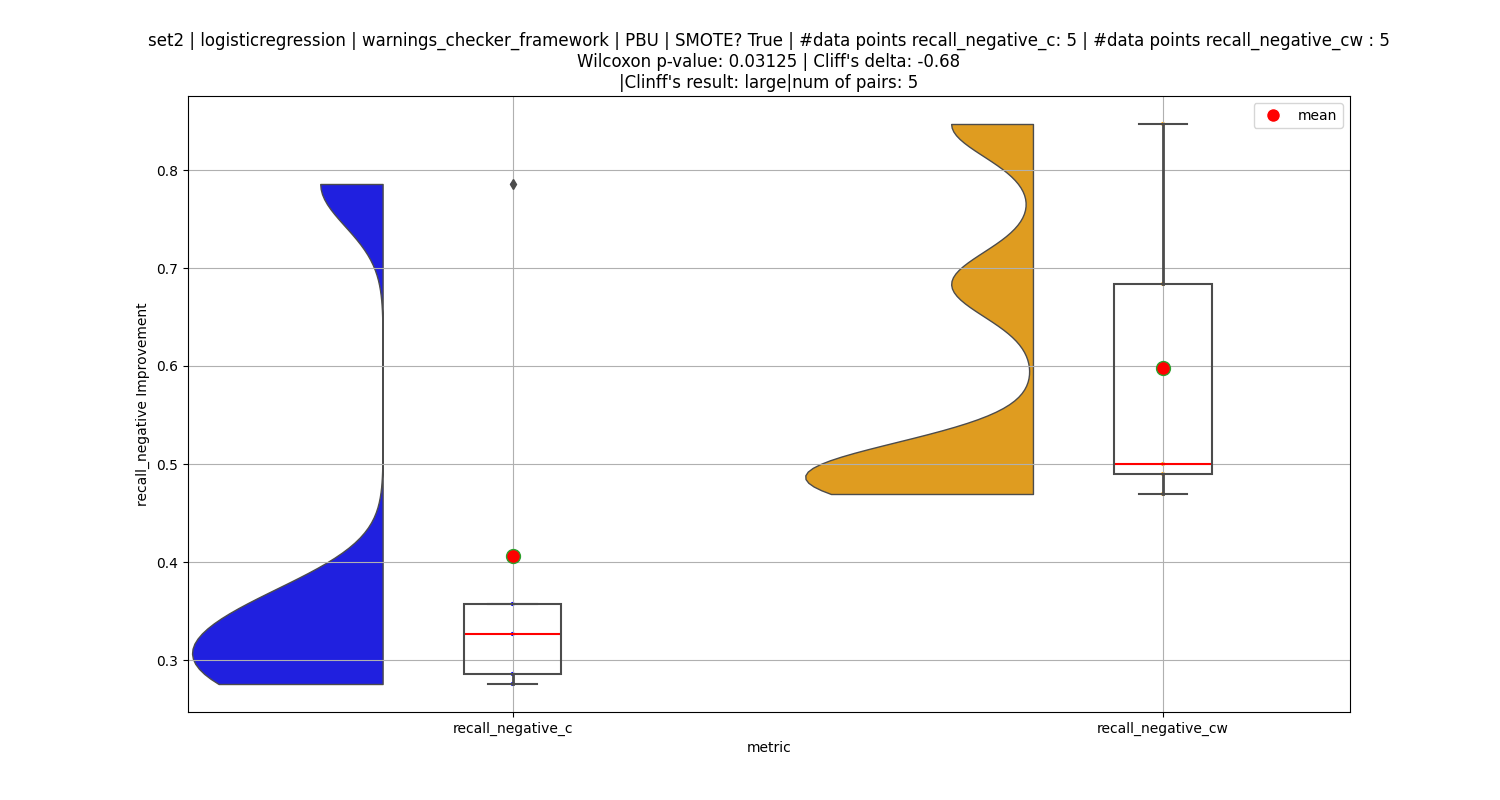 set2 | logisticregression | warnings_checker_framework | PBU | SMOTE? True | #data points recall_negative_c: 5 | #data points recall_negative_cw : 5
Wilcoxon p-value: 0.03125 | Cliff's delta: -0.68
|Clinff's result: large|num of pairs: 5
mean
0.8
0.7
0.6
0.5
0.4
0.3
recall_negative Improvement
recall_negative_c
recall_negative_cw
metric